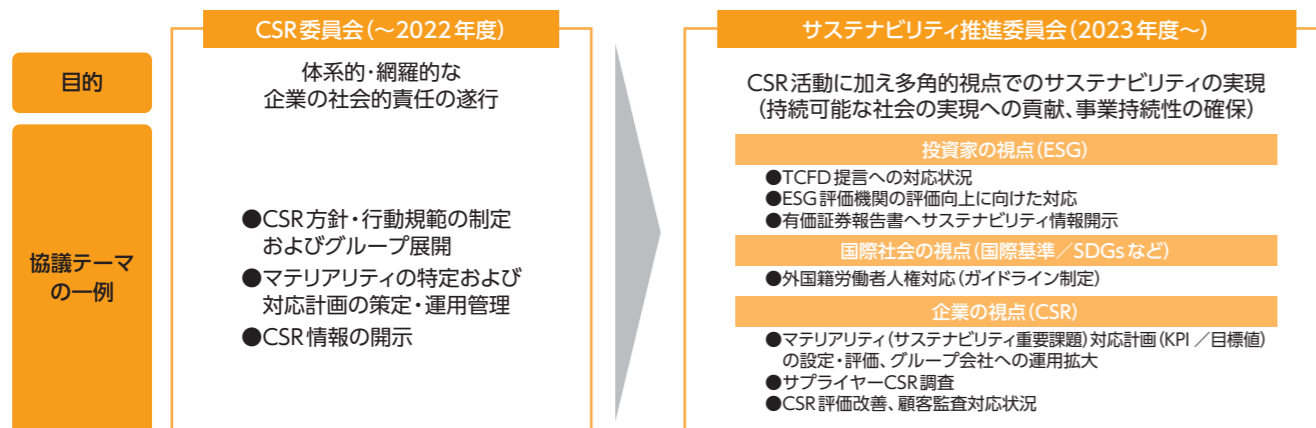 CSR委員会(～2022年度)
サステナビリティ推進委員会(2023年度～)
目的
体系的・網羅的な
企業の社会的責任の遂行
CSR活動に加え多角的視点でのサステナビリティの実現
(持続可能な社会の実現への貢献、事業持続性の確保)
協議テーマ
の一例
●CSR方針・行動規範の制定
およびグループ展開
●マテリアリティの特定および
対応計画の策定・運用管理
●CSR情報の開示
投資家の視点(ESG)
●TCFD提言への対応状況
●ESG評価機関の評価向上に向けた対応
●有価証券報告書へサステナビリティ情報開示
国際社会の視点(国際基準／SDGsなど)
●外国籍労働者人権対応(ガイドライン制定)
企業の視点(CSR)
●マテリアリティ(サステナビリティ重要課題)対応計画(KPI／目標値)
の設定・評価、グループ会社への運用拡大
●サプライヤーCSR調査
●CSR評価改善、顧客監査対応状況